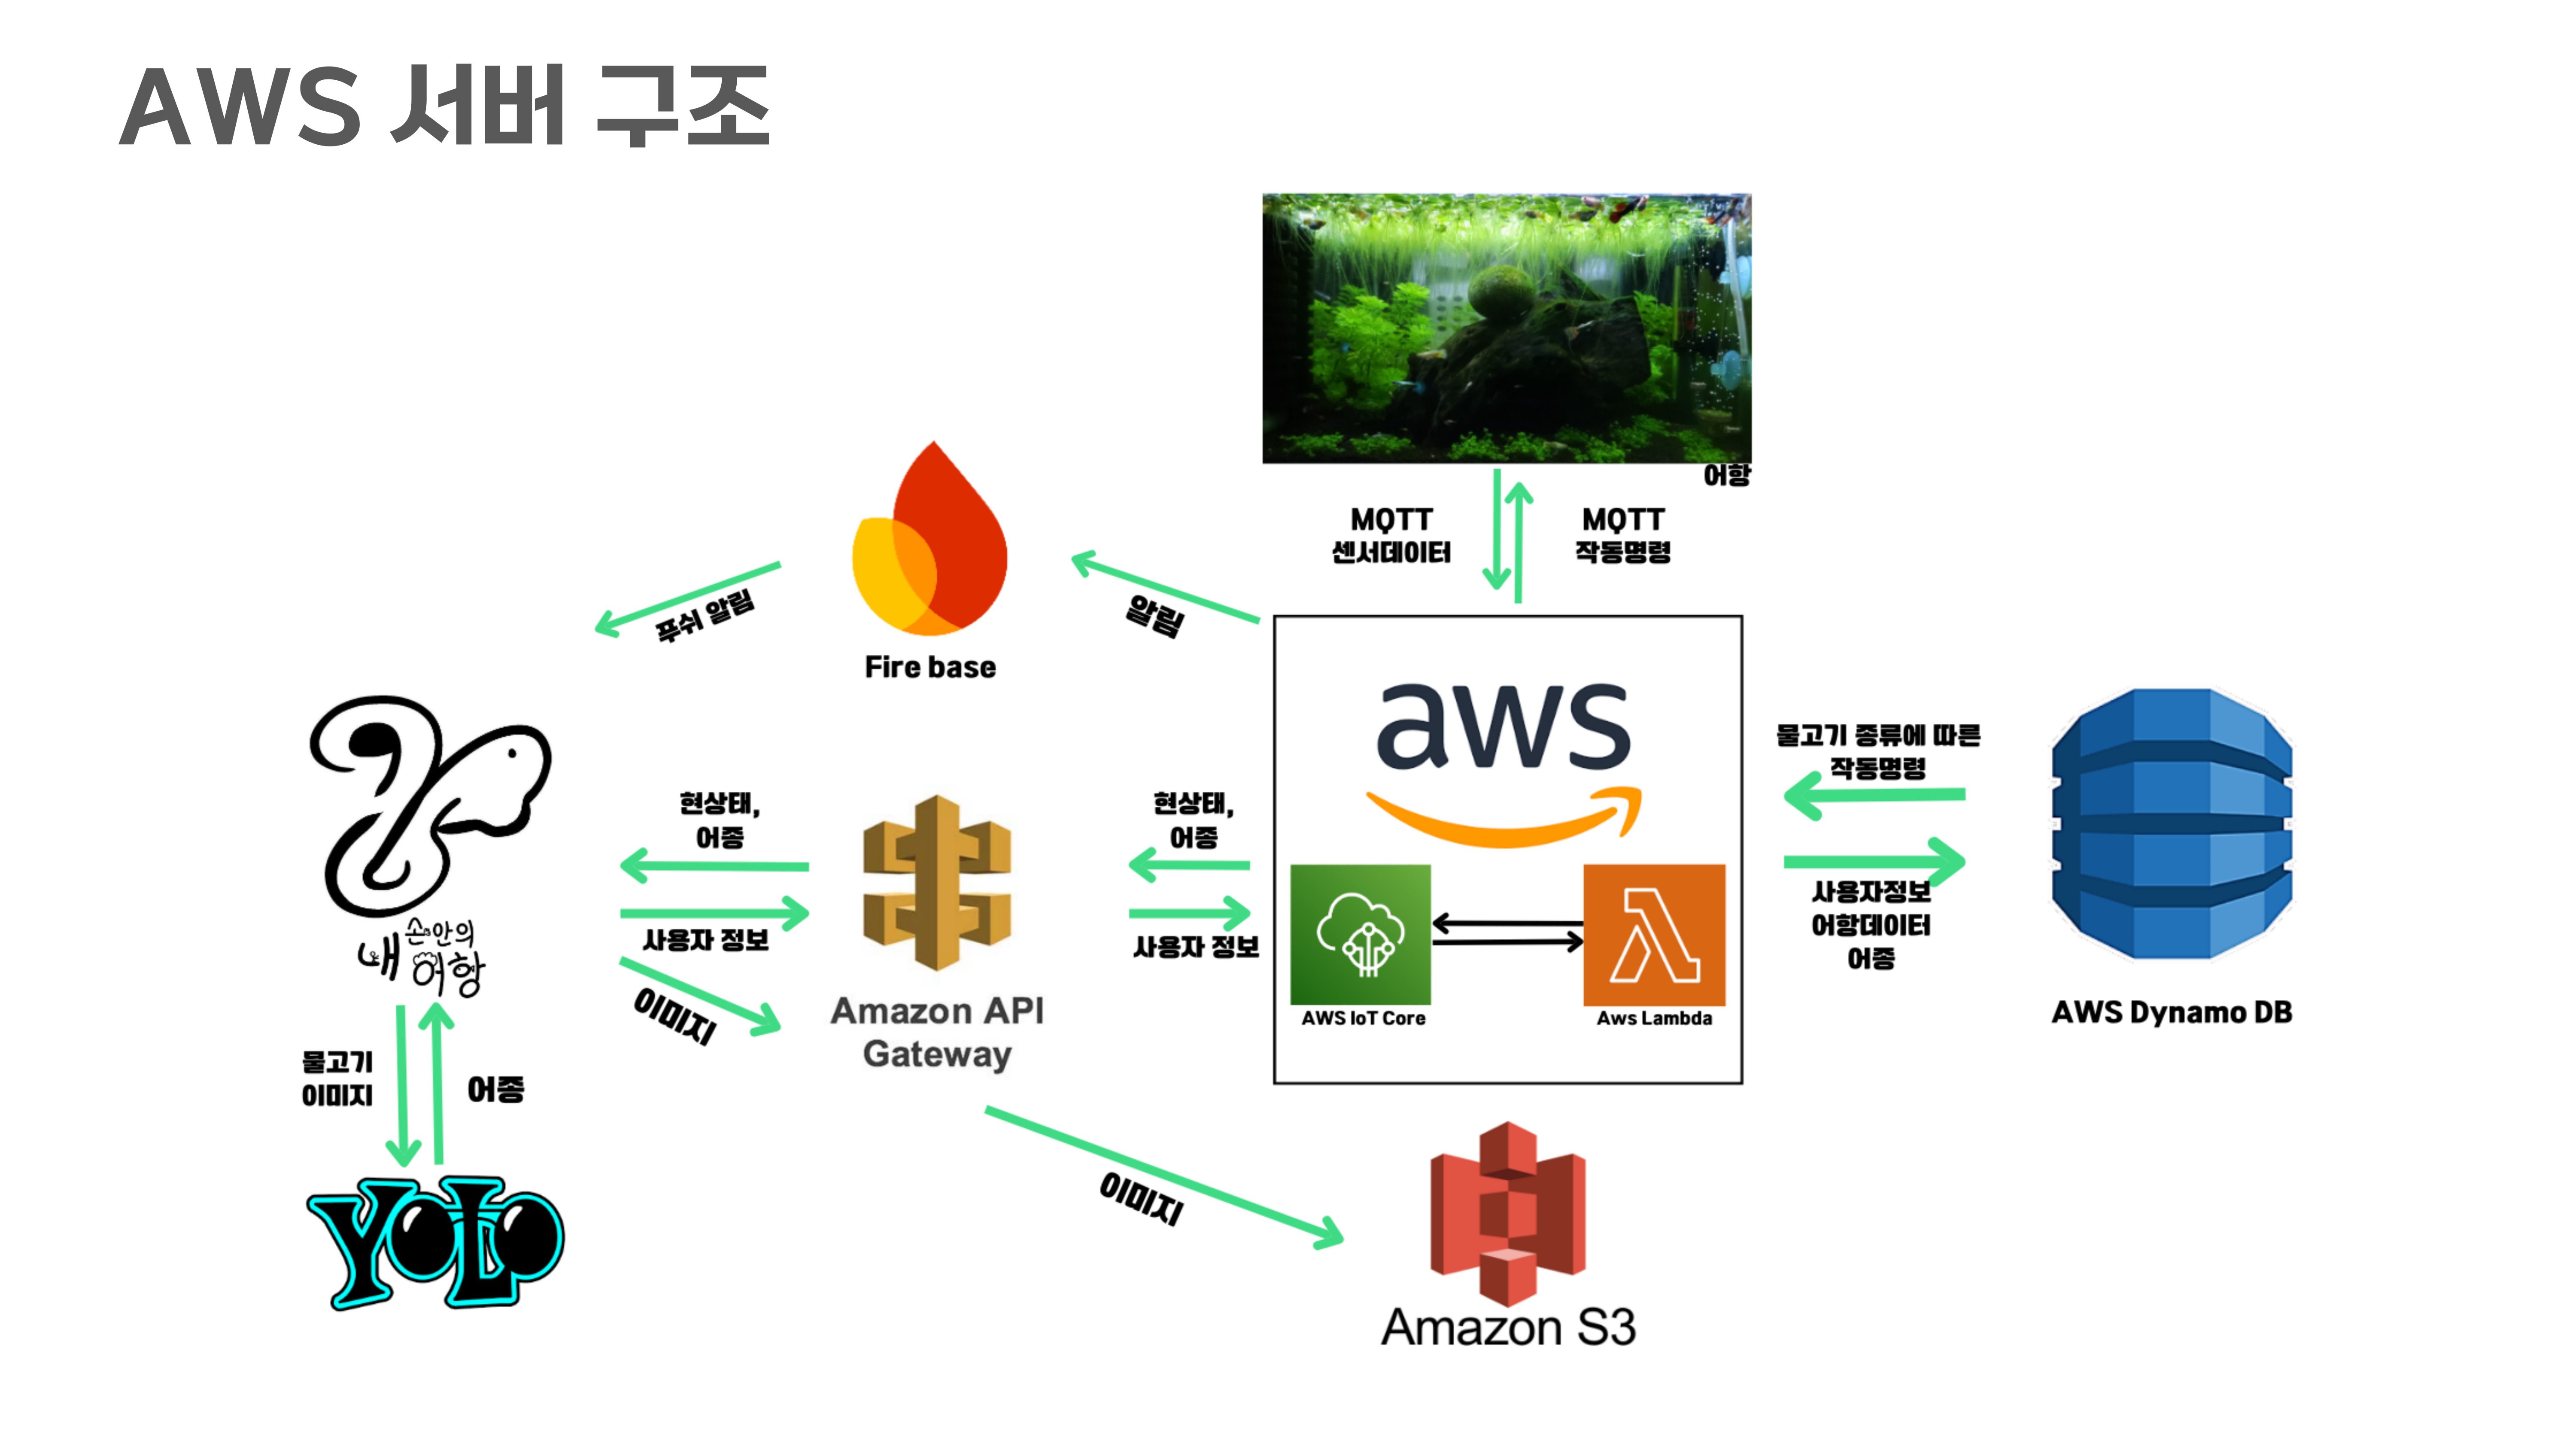 AWS 서버 구조
어항
MQTT
센서데이터
MQTT
작동명령
푸쉬 알림
알림
Fire base
aws
물고기 종류에 따른
작동명령
현상태,
어종
현상태,
어종
사용자 정보
사용자 정보
사용자정보
어항데이터
어종
손안의
내 어항
이미지
Amazon API
Gateway
AWS IoT Core
Aws Lambda
AWS Dynamo DB
물고기
이미지
어종
이미지
YOLO
Amazon S3